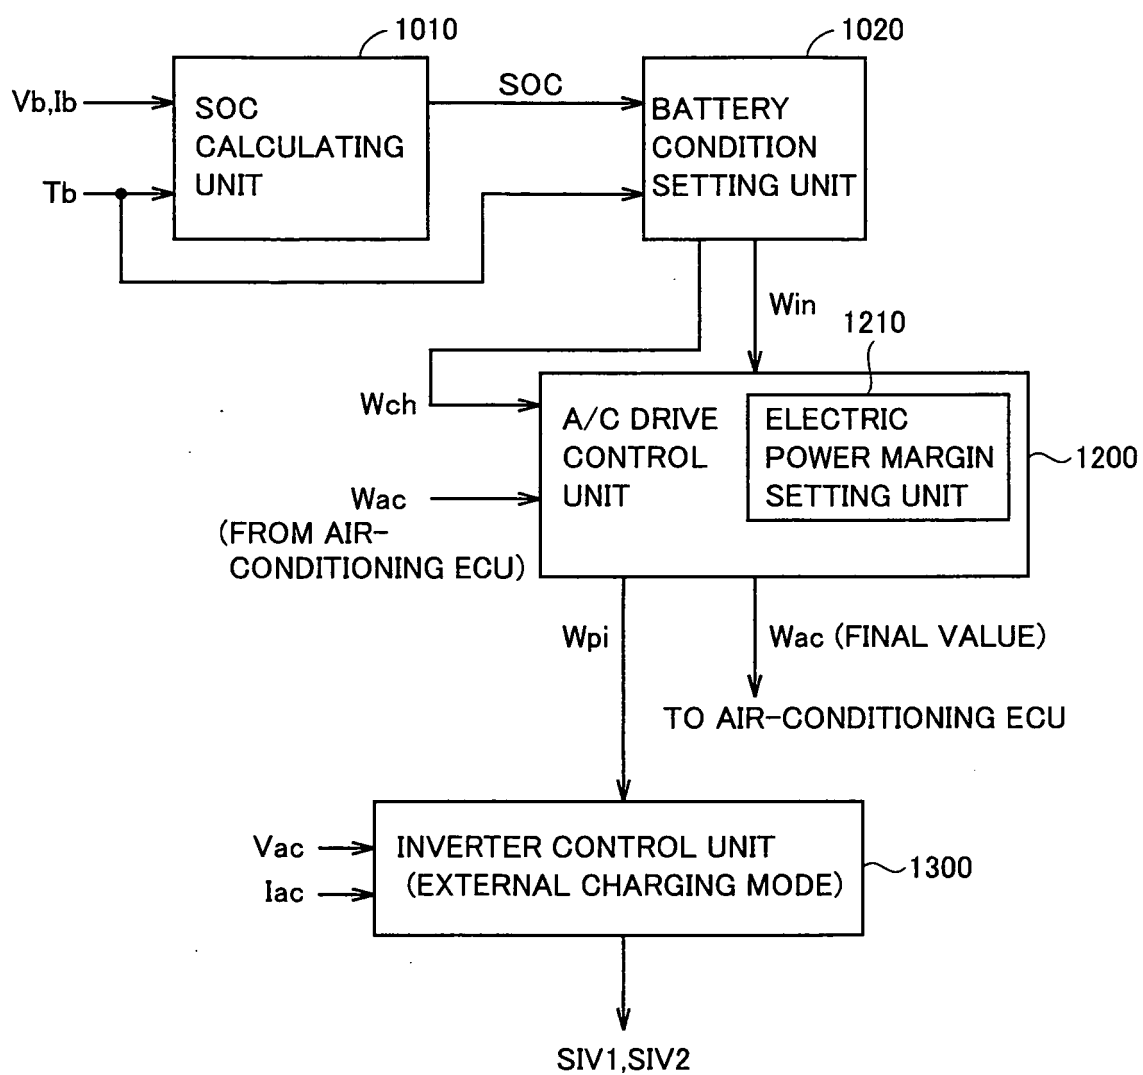 1010
1020
Vb,Ib
SOC
CALCULATING
UNIT
SOC
BATTERY
CONDITION
SETTING UNIT
Tb
Win
1210
Wch
A/C DRIVE
CONTROL
UNIT
ELECTRIC
POWER MARGIN
SETTING UNIT
1200
Wac
(FROM AIR-
CONDITIONING ECU)
Wpi
Wac (FINAL VALUE)
TO AIR-CONDITIONING ECU
Vac
Iac
INVERTER CONTROL UNIT
(EXTERNAL CHARGING MODE)
1300
SIV1,SIV2